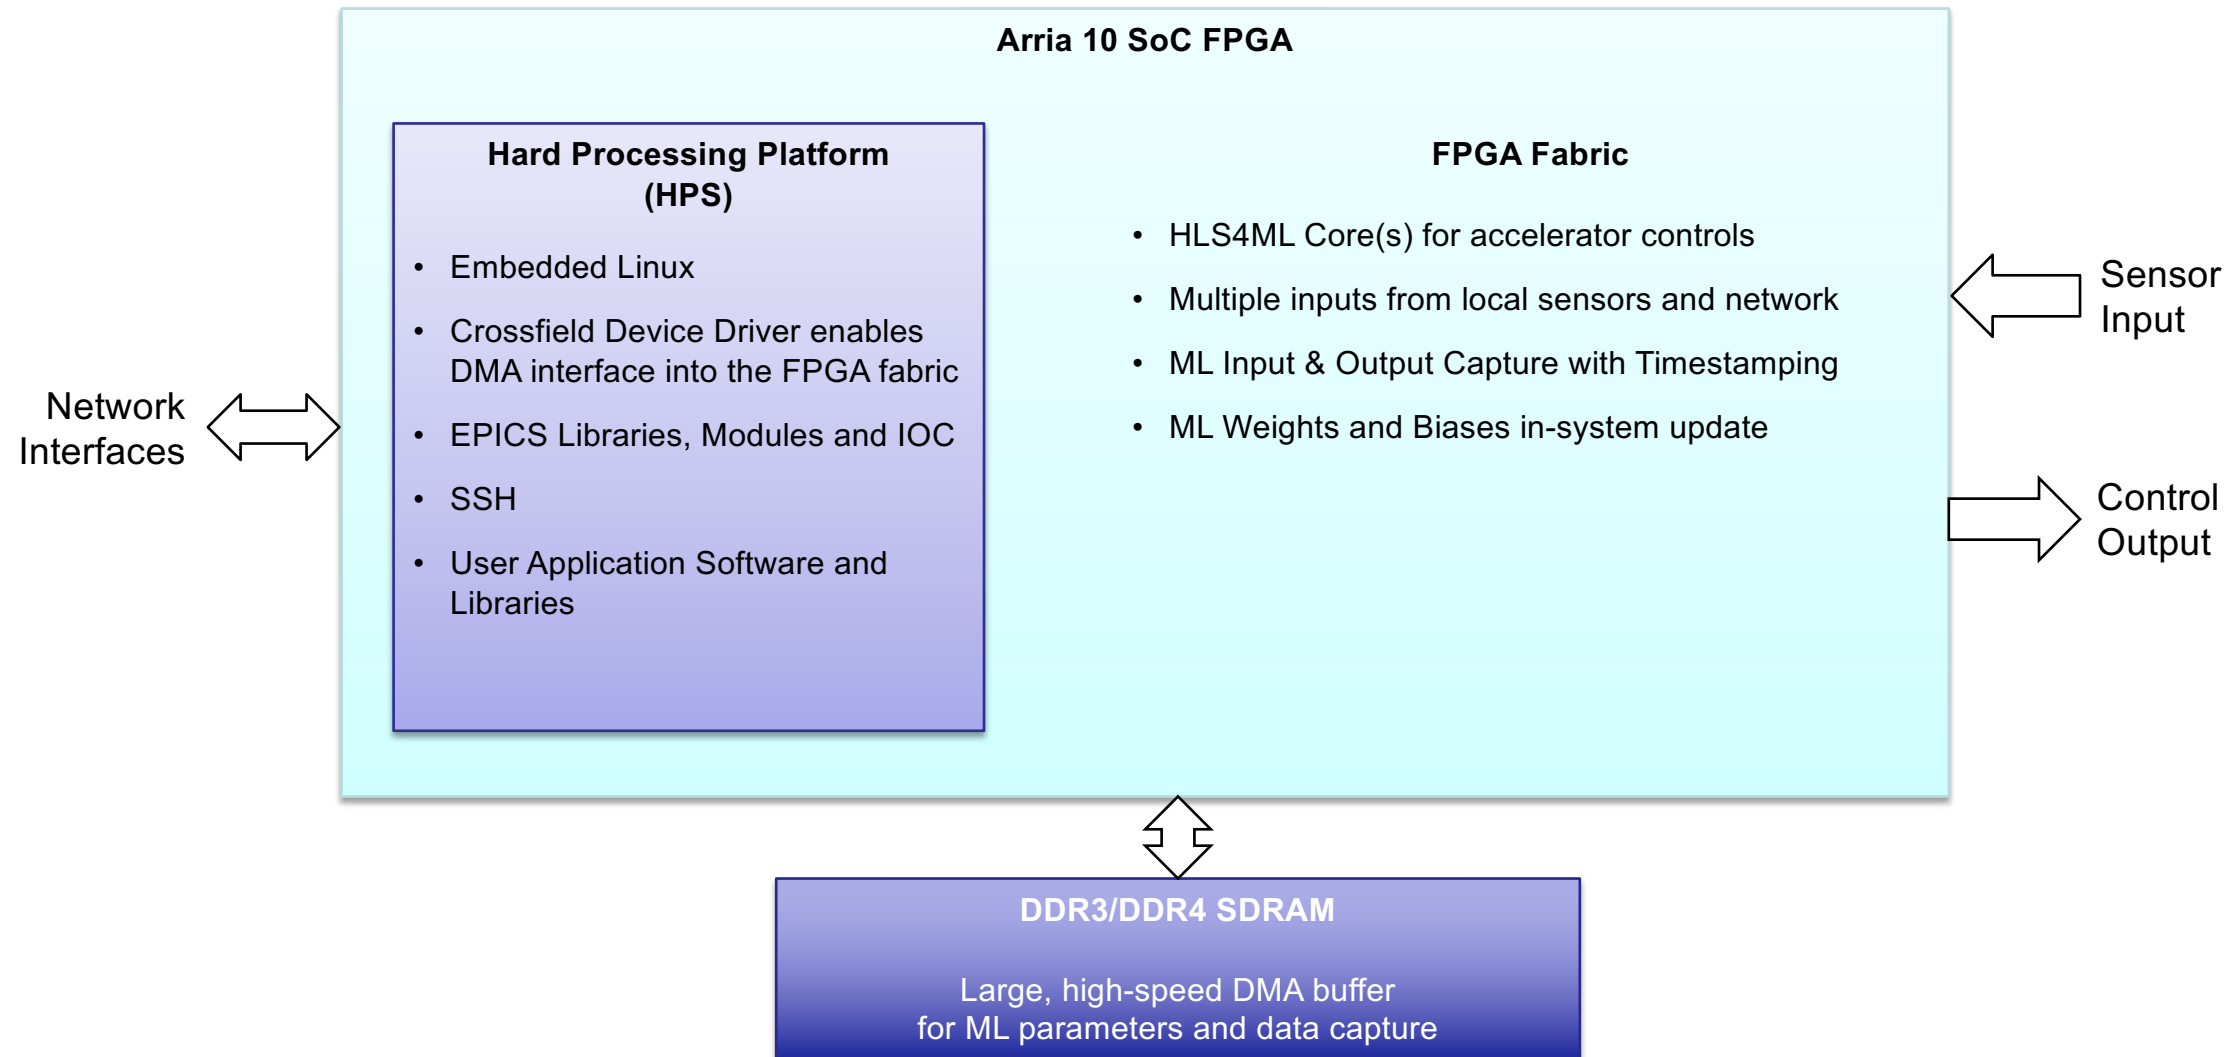 Arria 10 SoC FPGA
Hard Processing Platform
(HPS)
• Embedded Linux
• Crossfield Device Driver enables
DMA interface into the FPGA fabric
• EPICS Libraries, Modules and IOC
• SSH
• User Application Software and
Libraries
FPGA Fabric
• HLS4ML Core(s) for accelerator controls
• Multiple inputs from local sensors and network
• ML Input & Output Capture with Timestamping
• ML Weights and Biases in-system update
Network
Interfaces
Sensor
Input
Control
Output
DDR3/DDR4 SDRAM
Large, high-speed DMA buffer
for ML parameters and data capture